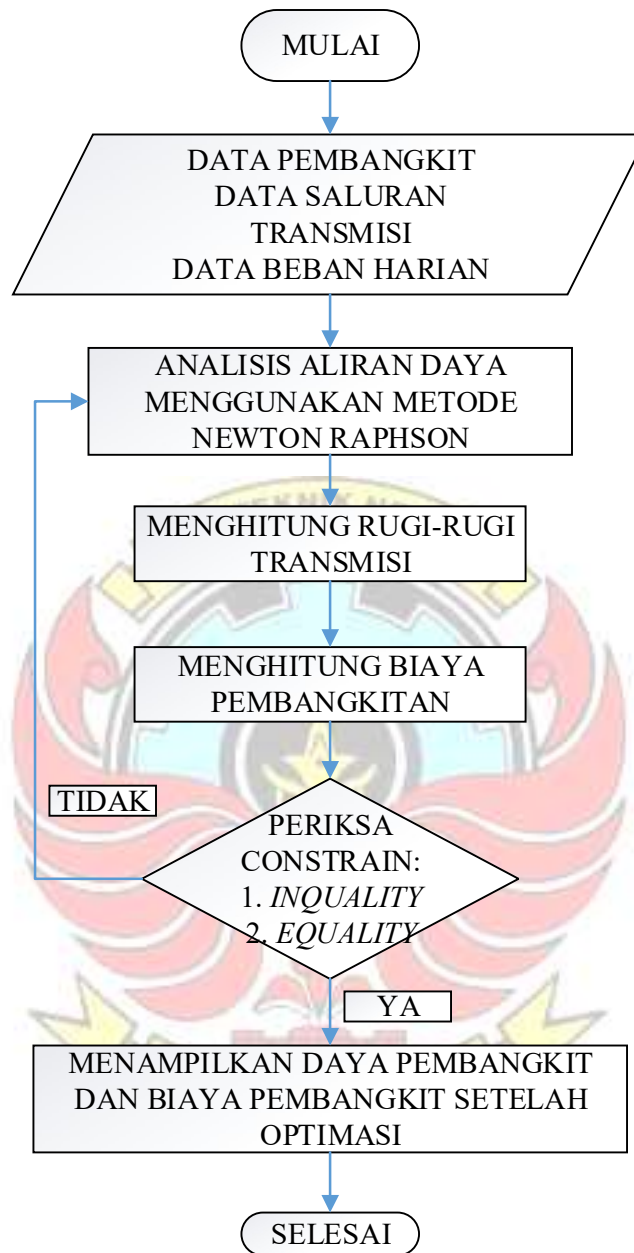 MULAI
DATA PEMBANGKIT
DATA SALURAN
TRANSMISI
DATA BEBAN HARIAN
ANALISIS ALIRAN DAYA
MENGGUNAKAN METODE
NEWTON RAPHSON
MENGHITUNG RUGI-RUGI
TRANSMISI
MENGHITUNG BIAYA
PEMBANGKITAN
TIDAK
PERIKSA
CONSTRAIN:
1. INQUALITY
2. EQUALITY
YA
MENAMPILKAN DAYA PEMBANGKIT
DAN BIAYA PEMBANGKIT SETELAH
OPTIMASI
SELESAI